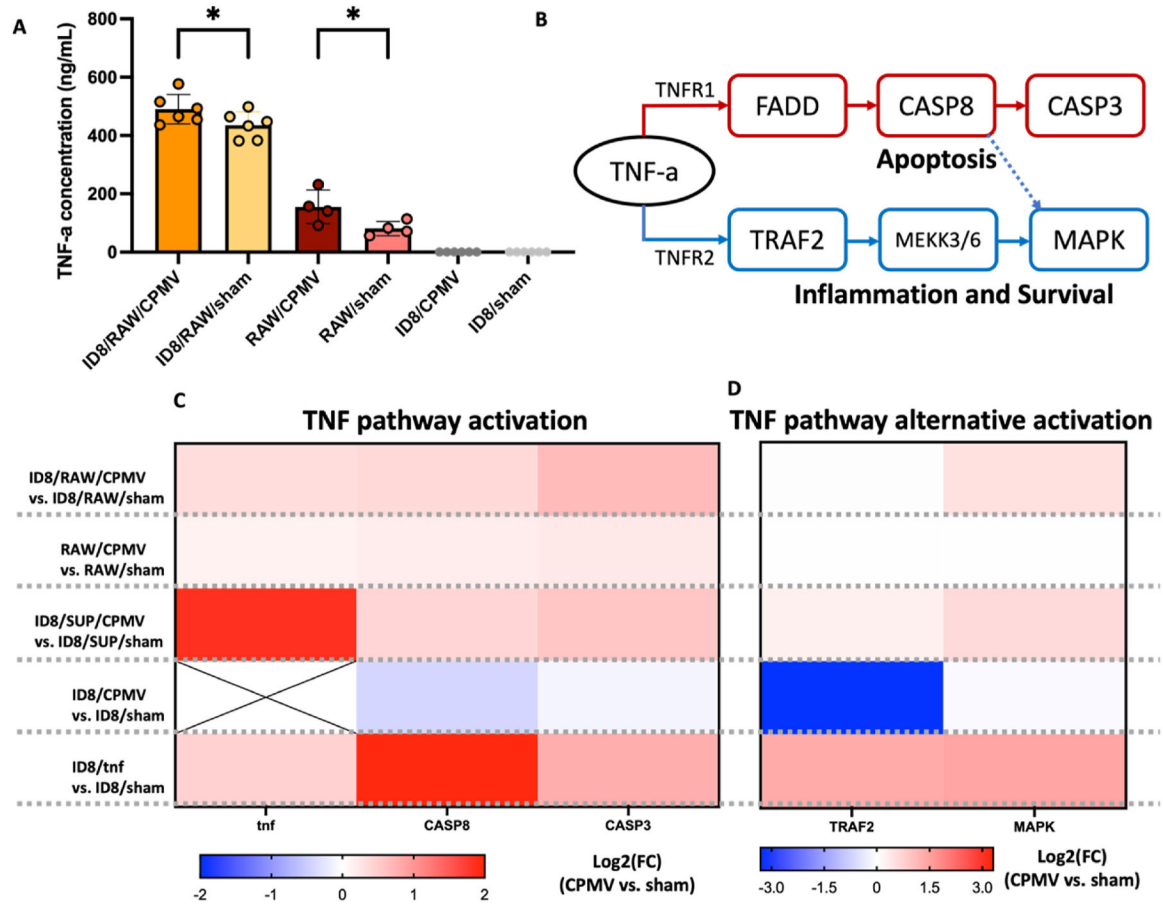 A
TNF-a concentration (ng/mL)
800
600
400
200
0
*
*
ID8/RAW/CPMV
ID8/RAW/sham
RAW/CPMV
RAW/sham
ID8/CPMV
ID8/sham
B
TNF-a
TNFR1
FADD
CASP8
CASP3
Apoptosis
TNFR2
TRAF2
MEKK3/6
MAPK
Inflammation and Survival
C
TNF pathway activation
ID8/RAW/CPMV
vs. ID8/RAW/sham
RAW/CPMV
vs. RAW/sham
ID8/SUP/CPMV
vs. ID8/SUP/sham
ID8/CPMV
vs. ID8/sham
ID8/tnf
vs. ID8/sham
tnf
CASP8
CASP3
-2
-1
0
1
2
Log2(FC)
(CPMV vs. sham)
D
TNF pathway alternative activation
TRAF2
MAPK
-3.0
-1.5
0
1.5
3.0
Log2(FC)
(CPMV vs. sham)